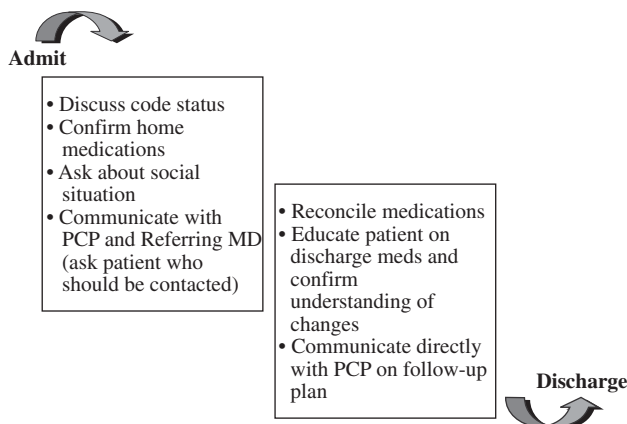 Admit
• Discuss code status
• Confirm home
medications
• Ask about social
situation
• Communicate with
PCP and Referring MD
(ask patient who
should be contacted)
• Reconcile medications
• Educate patient on
discharge meds and
confirm
understanding of
changes
• Communicate directly
with PCP on follow-up
plan
Discharge